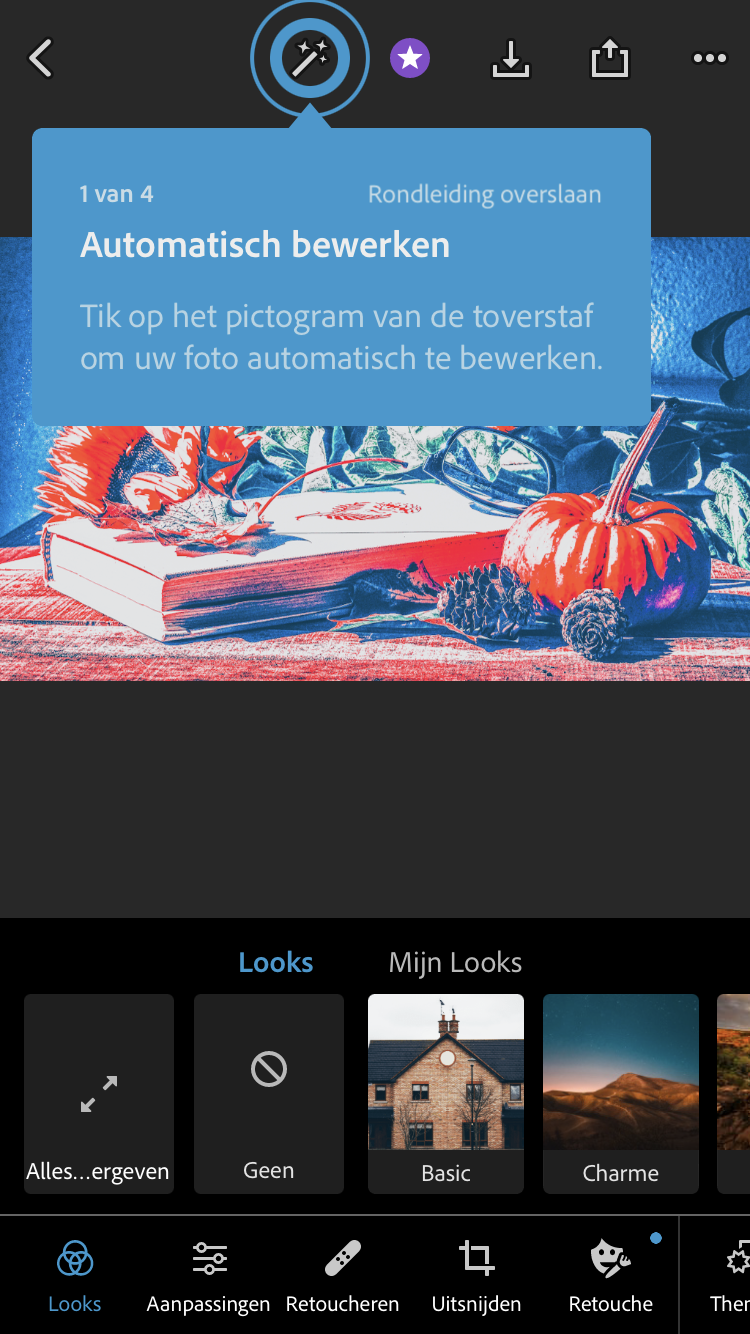 1 van 4
Rondleiding overslaan
Automatisch bewerken
Tik op het pictogram van de toverstaf
om uw foto automatisch te bewerken.
Looks
Mijn Looks
Alles...ergeven
Geen
Basic
Charme
Looks
Aanpassingen
Retoucheren
Uitsnijden
Retouche